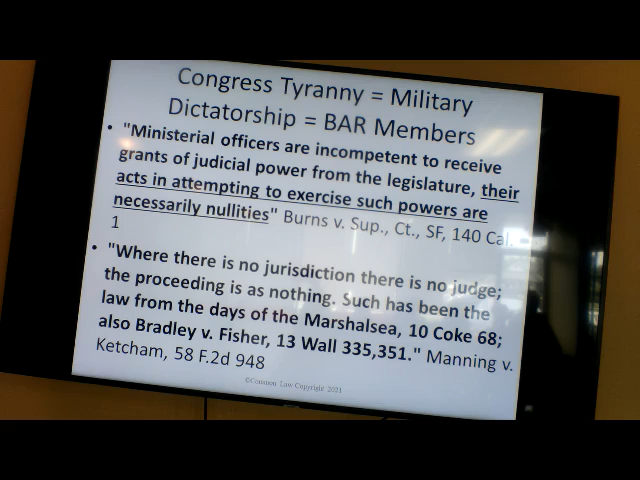 Congress Tyranny = Military
Dictatorship = BAR Members
• "Ministerial officers are incompetent to receive
grants of judicial power from the legislature, their
acts in attempting to exercise such powers are
necessarily nullities" Burns v. Sup., Ct., SF, 140 Cal.
1
• "Where there is no jurisdiction there is no judge;
the proceeding is as nothing. Such has been the
law from the days of the Marshalsea, 10 Coke 68;
also Bradley v. Fisher, 13 Wall 335,351." Manning v.
Ketcham, 58 F.2d 948
©Common Law Copyright 2021